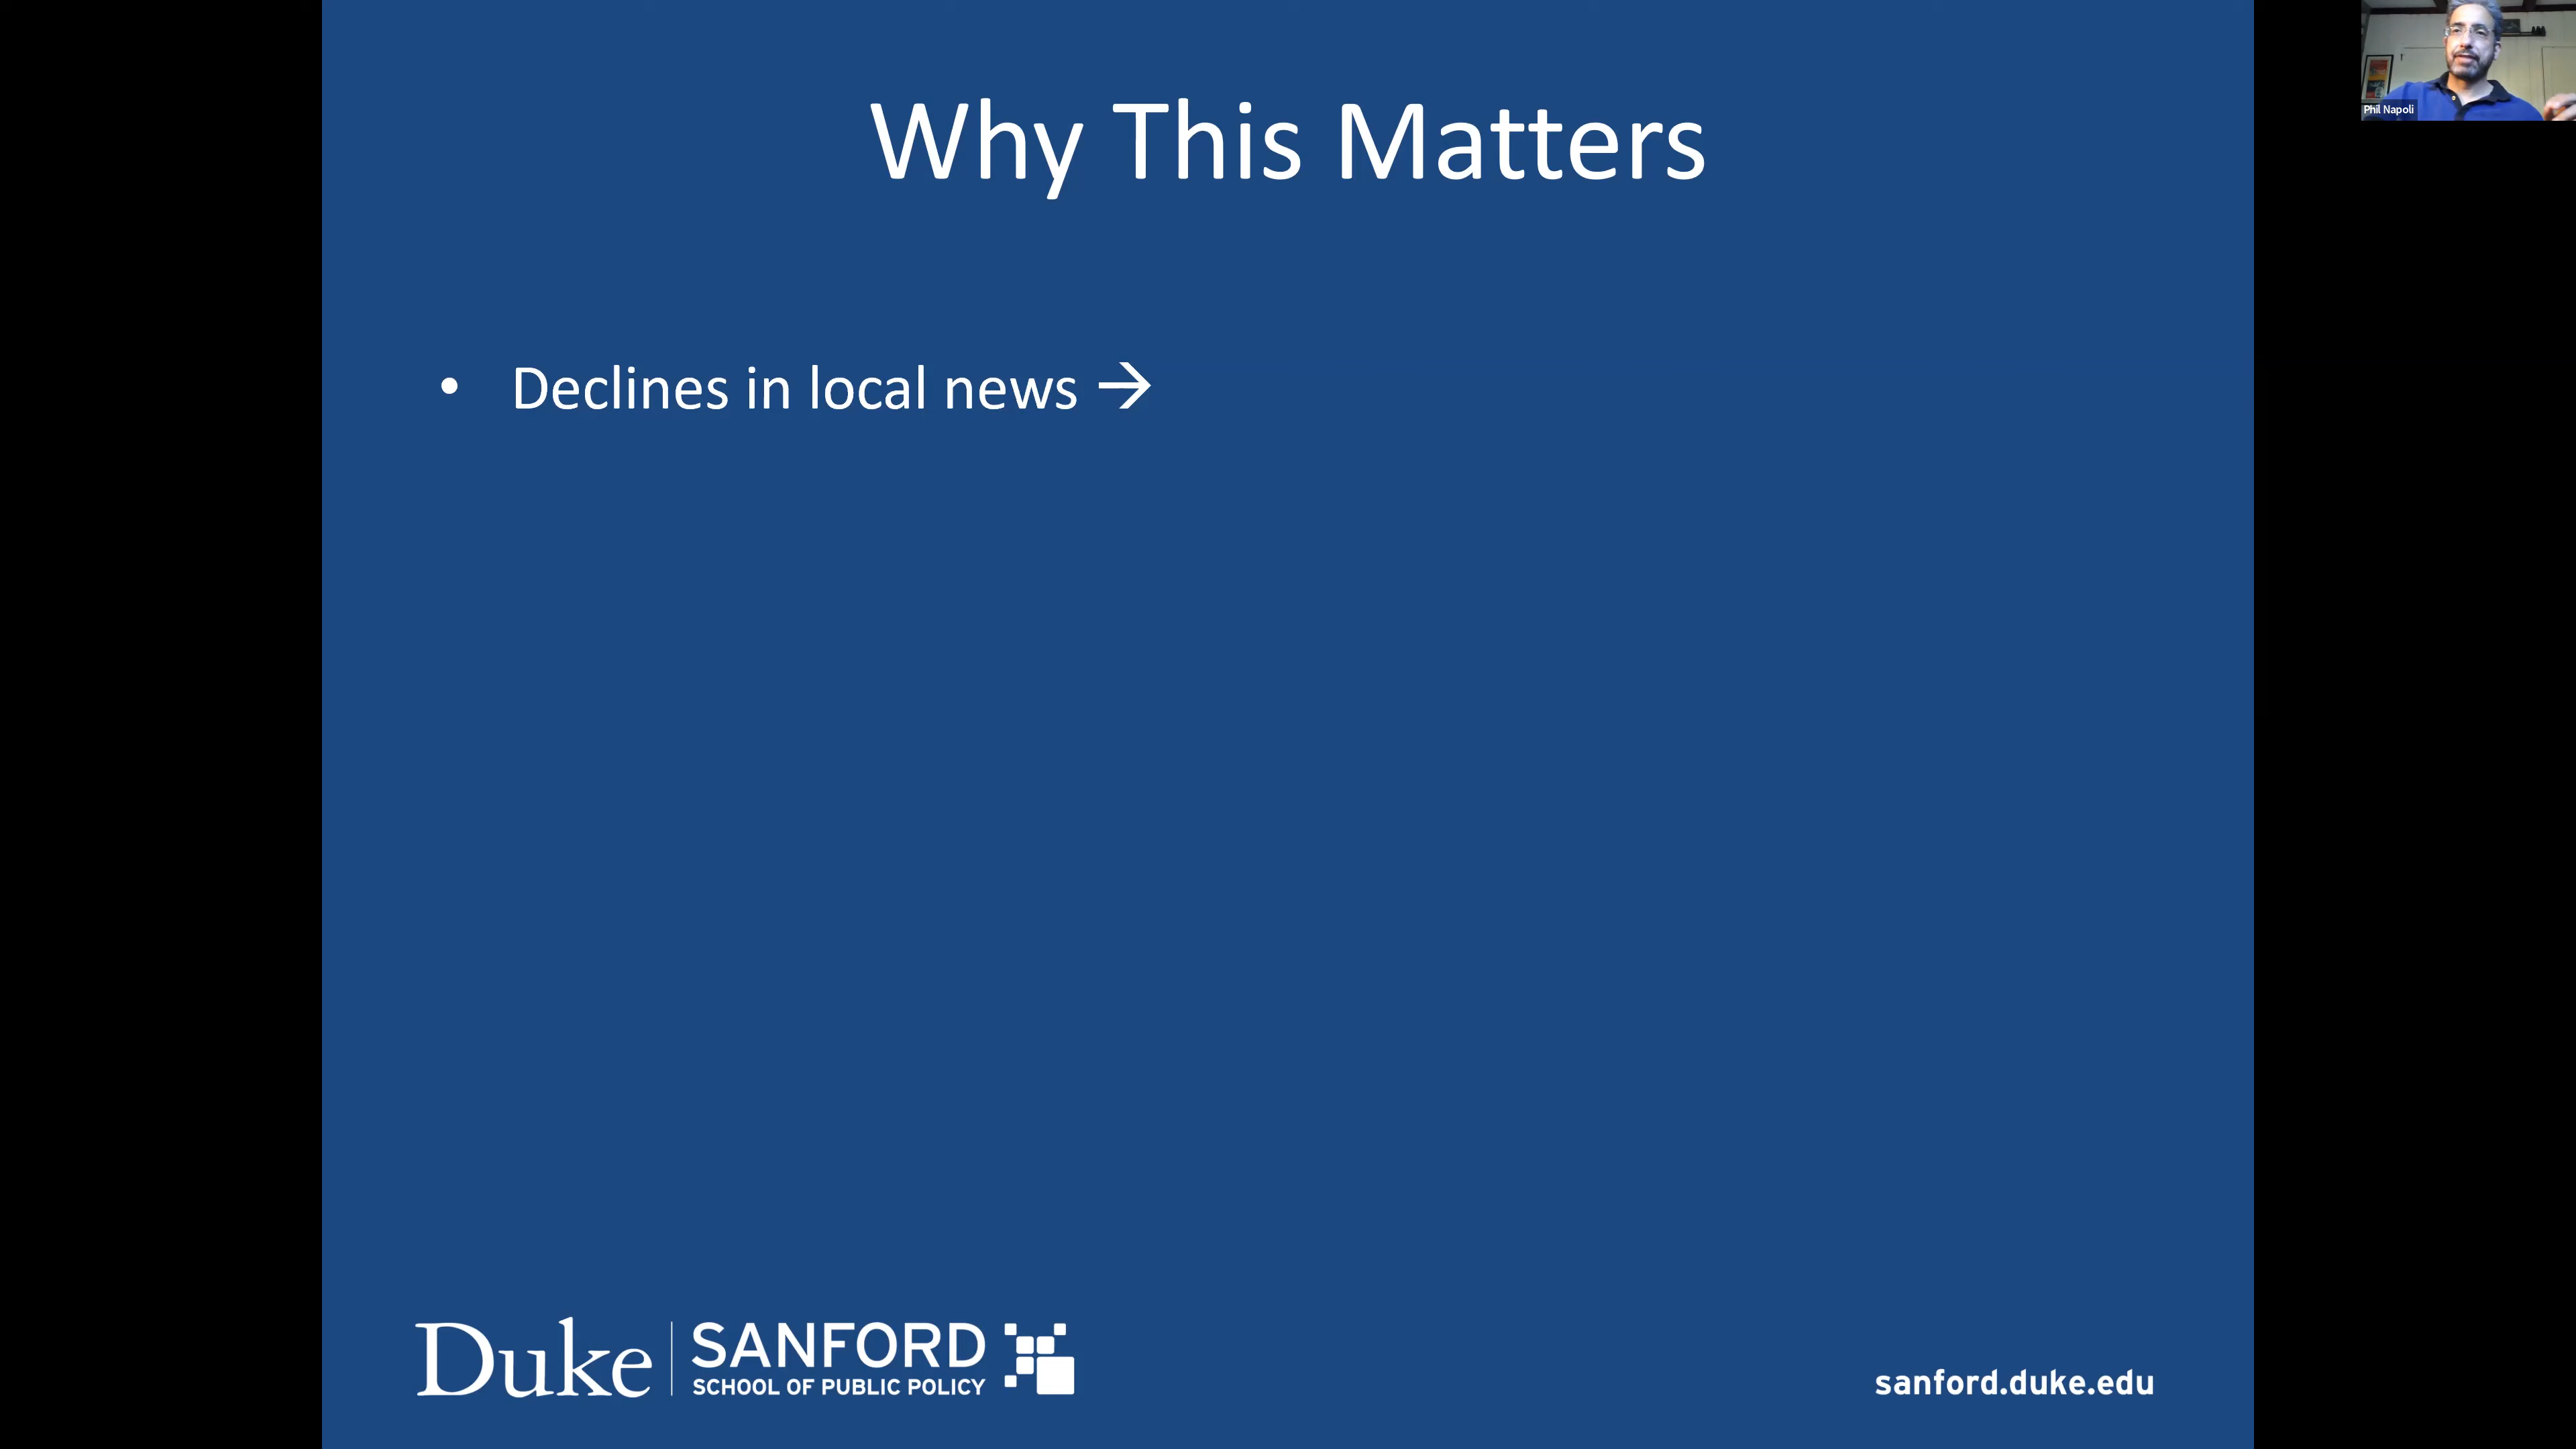 Why This Matters
Phil Napoli
• Declines in local news →
Duke SANFORD
SCHOOL OF PUBLIC POLICY
sanford.duke.edu